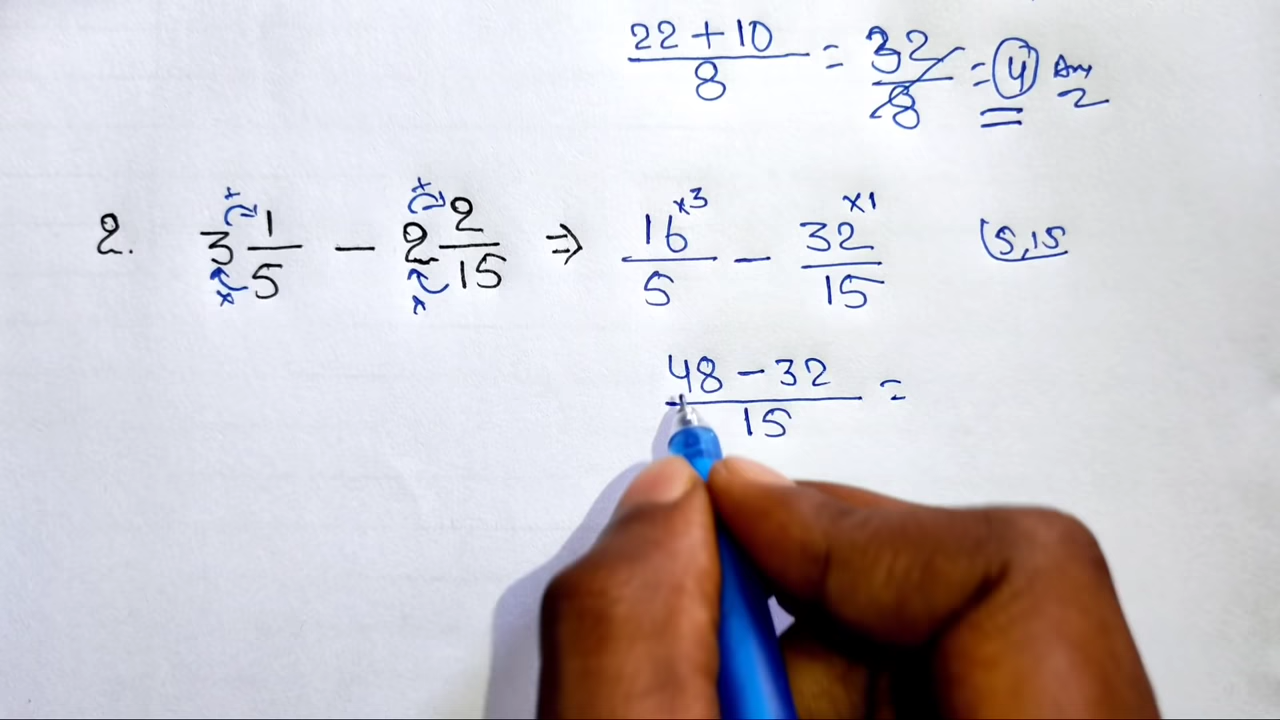 22 + 10 / 8 = 32 / 8 = 4 Ans
2. 3 1/5 - 2 2/15 ⇒ 16 ×3 / 5 - 32 ×1 / 15 5,15
+ × + ×
48 - 32 / 15 =